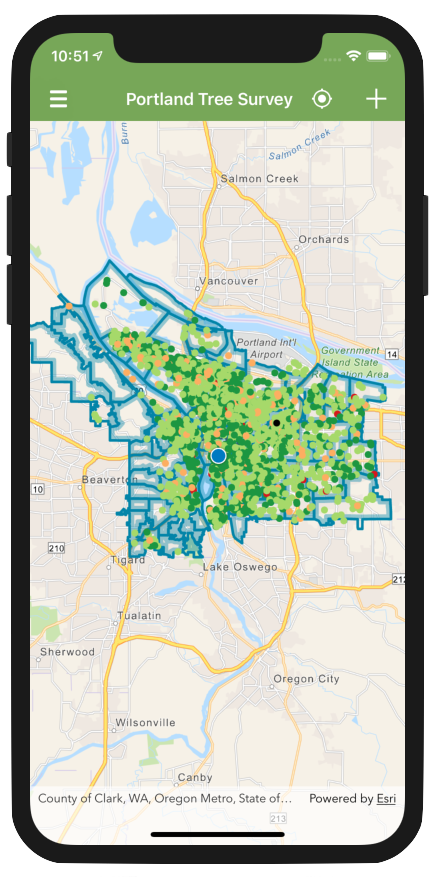 10:51
Portland Tree Survey
Burn
Salmon Creek
Salmon Creek
Orchards
Vancouver
Portland Int'l
Airport
Government
Island State
Recreation Area
14
Beaverton
10
210
Tigard
Lake Oswego
212
Tualatin
Sherwood
Oregon City
Wilsonville
Canby
County of Clark, WA, Oregon Metro, State of... Powered by Esri
213